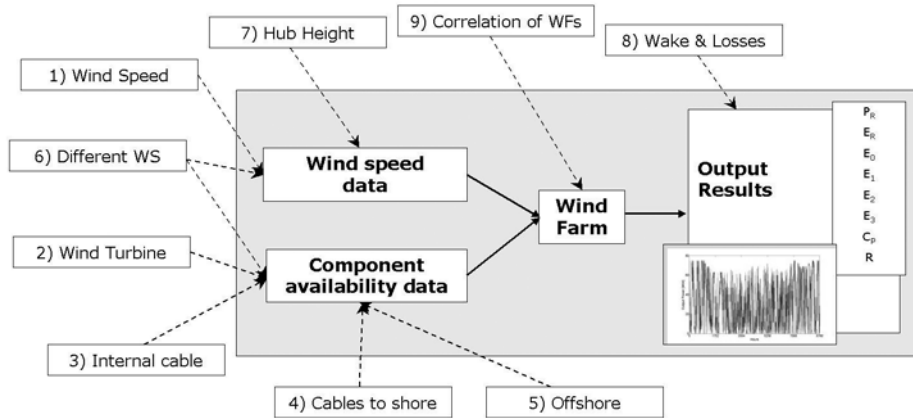 9) Correlation of WFs
7) Hub Height
8) Wake & Losses
1) Wind Speed
6) Different WS
2) Wind Turbine
3) Internal cable
4) Cables to shore
5) Offshore
Wind speed
data
Component
availability data
Wind
Farm
Output
Results
P_R
E_R
E_0
E_1
E_2
E_3
C_p
R